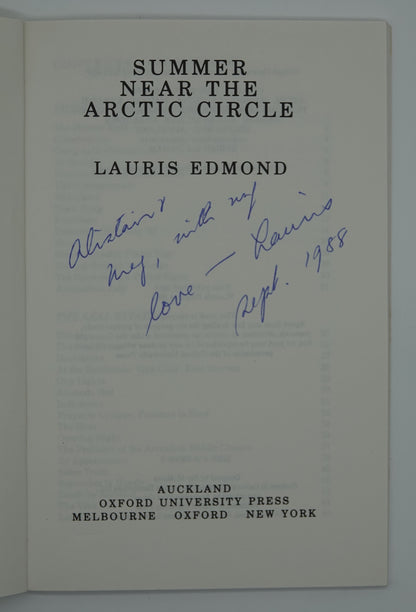 SUMMER
NEAR THE
ARCTIC CIRCLE
LAURIS EDMOND
Alistair &
Meg, with my
love — Lauris
Sept. 1988
AUCKLAND
OXFORD UNIVERSITY PRESS
MELBOURNE OXFORD NEW YORK